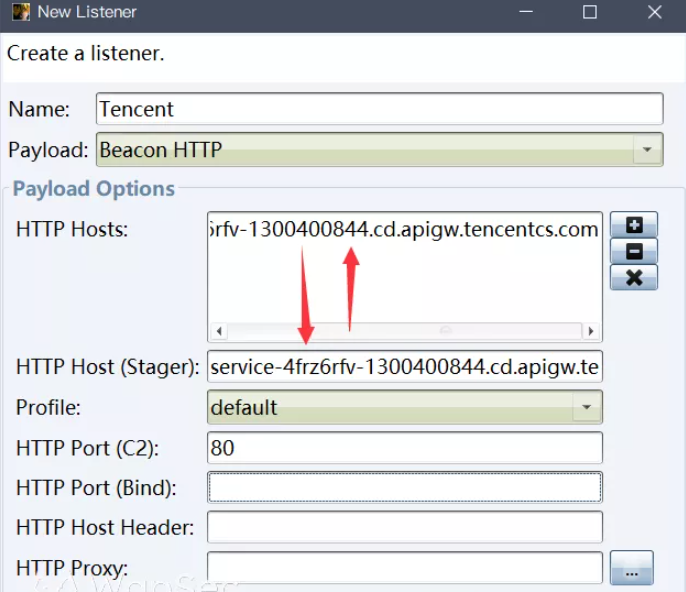 New Listener
Create a listener.
Name: Tencent
Payload: Beacon HTTP
Payload Options
HTTP Hosts: 6rfv-1300400844.cd.apigw.tencentcs.com
HTTP Host (Stager): service-4frz6rfv-1300400844.cd.apigw.te
Profile: default
HTTP Port (C2): 80
HTTP Port (Bind):
HTTP Host Header:
HTTP Proxy: ...